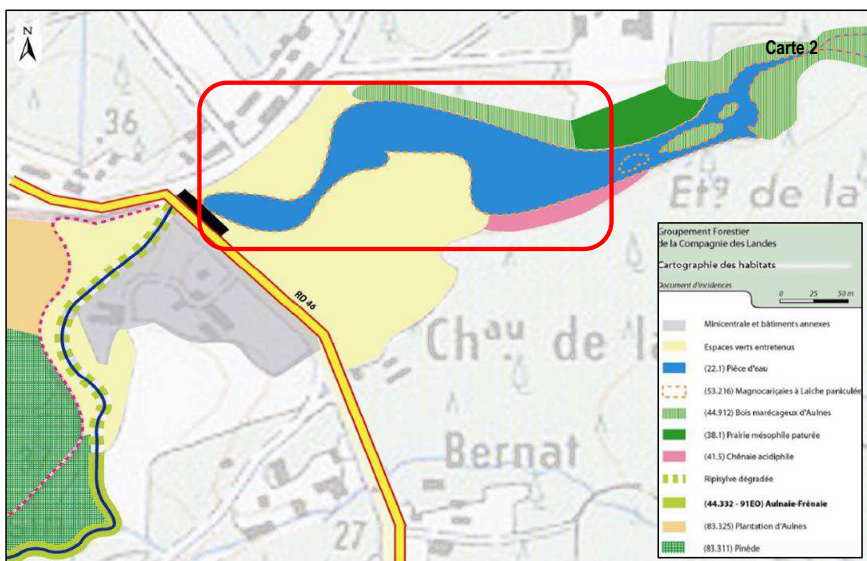 N
Carte 2
36
Etg de la
RD 46
Chau de la
Bernat
27
Groupement Forestier
de la Compagnie des Landes
Cartographie des habitats
Document d'incidences
0 25 50 m
Minicentrale et bâtiments annexes
Espaces verts entretenus
(22.1) Pièce d'eau
(53.216) Magnocariçaies à Laîche paniculée
(44.912) Bois marécageux d'Aulnes
(38.1) Prairie mésophile paturée
(41.5) Chênaie acidiphile
Ripisylve dégradée
(44.332 - 91EO) Aulnaie-Frênaie
(83.325) Plantation d'Aulnes
(83.311) Pinède